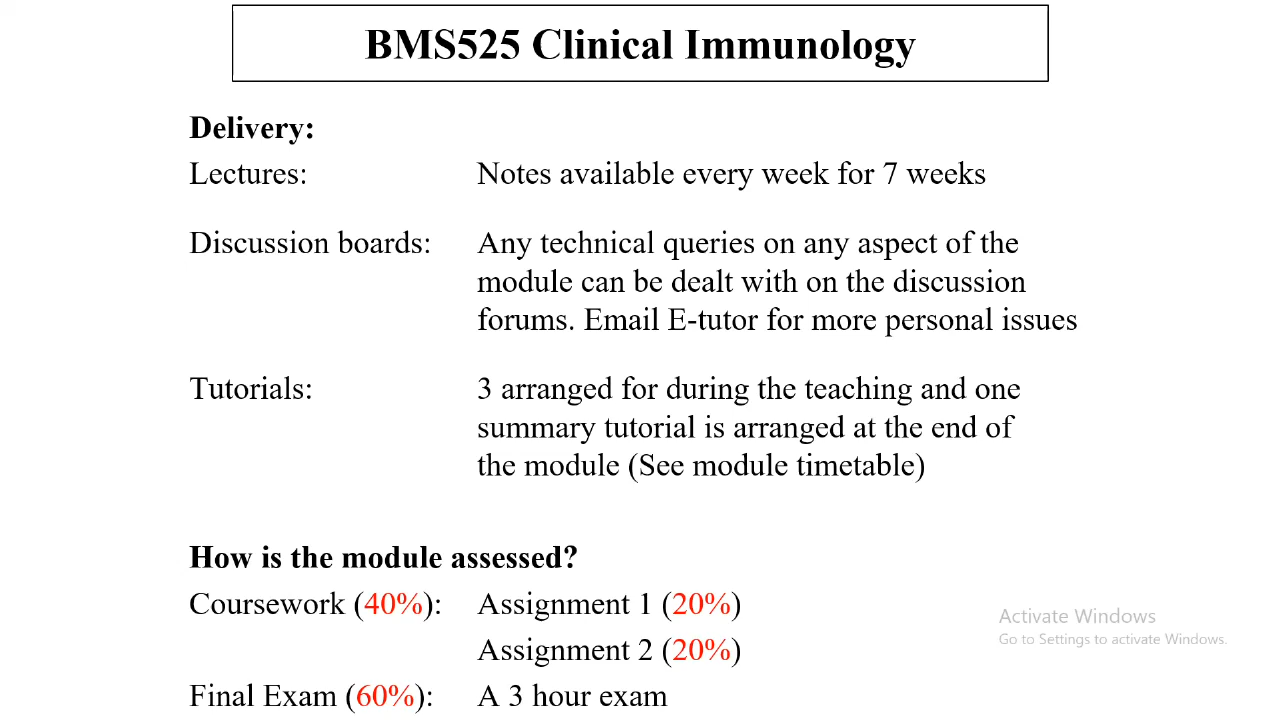 BMS525 Clinical Immunology
Delivery:
Lectures: Notes available every week for 7 weeks
Discussion boards: Any technical queries on any aspect of the
module can be dealt with on the discussion
forums. Email E-tutor for more personal issues
Tutorials: 3 arranged for during the teaching and one
summary tutorial is arranged at the end of
the module (See module timetable)
How is the module assessed?
Coursework (40%): Assignment 1 (20%)
Assignment 2 (20%)
Final Exam (60%): A 3 hour exam
Activate Windows
Go to Settings to activate Windows.